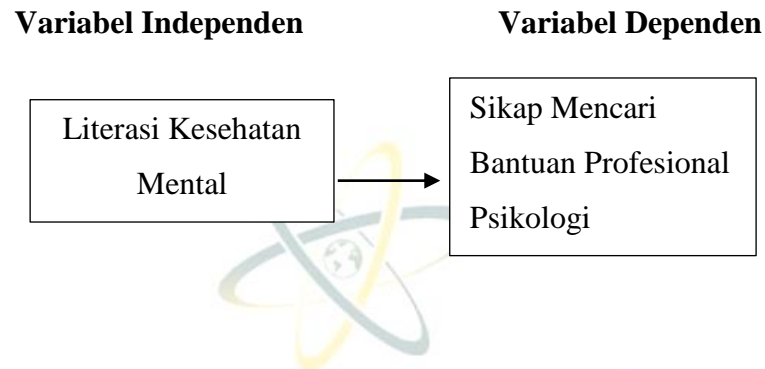 Variabel Independen
Variabel Dependen
Literasi Kesehatan
Mental
Sikap Mencari
Bantuan Profesional
Psikologi